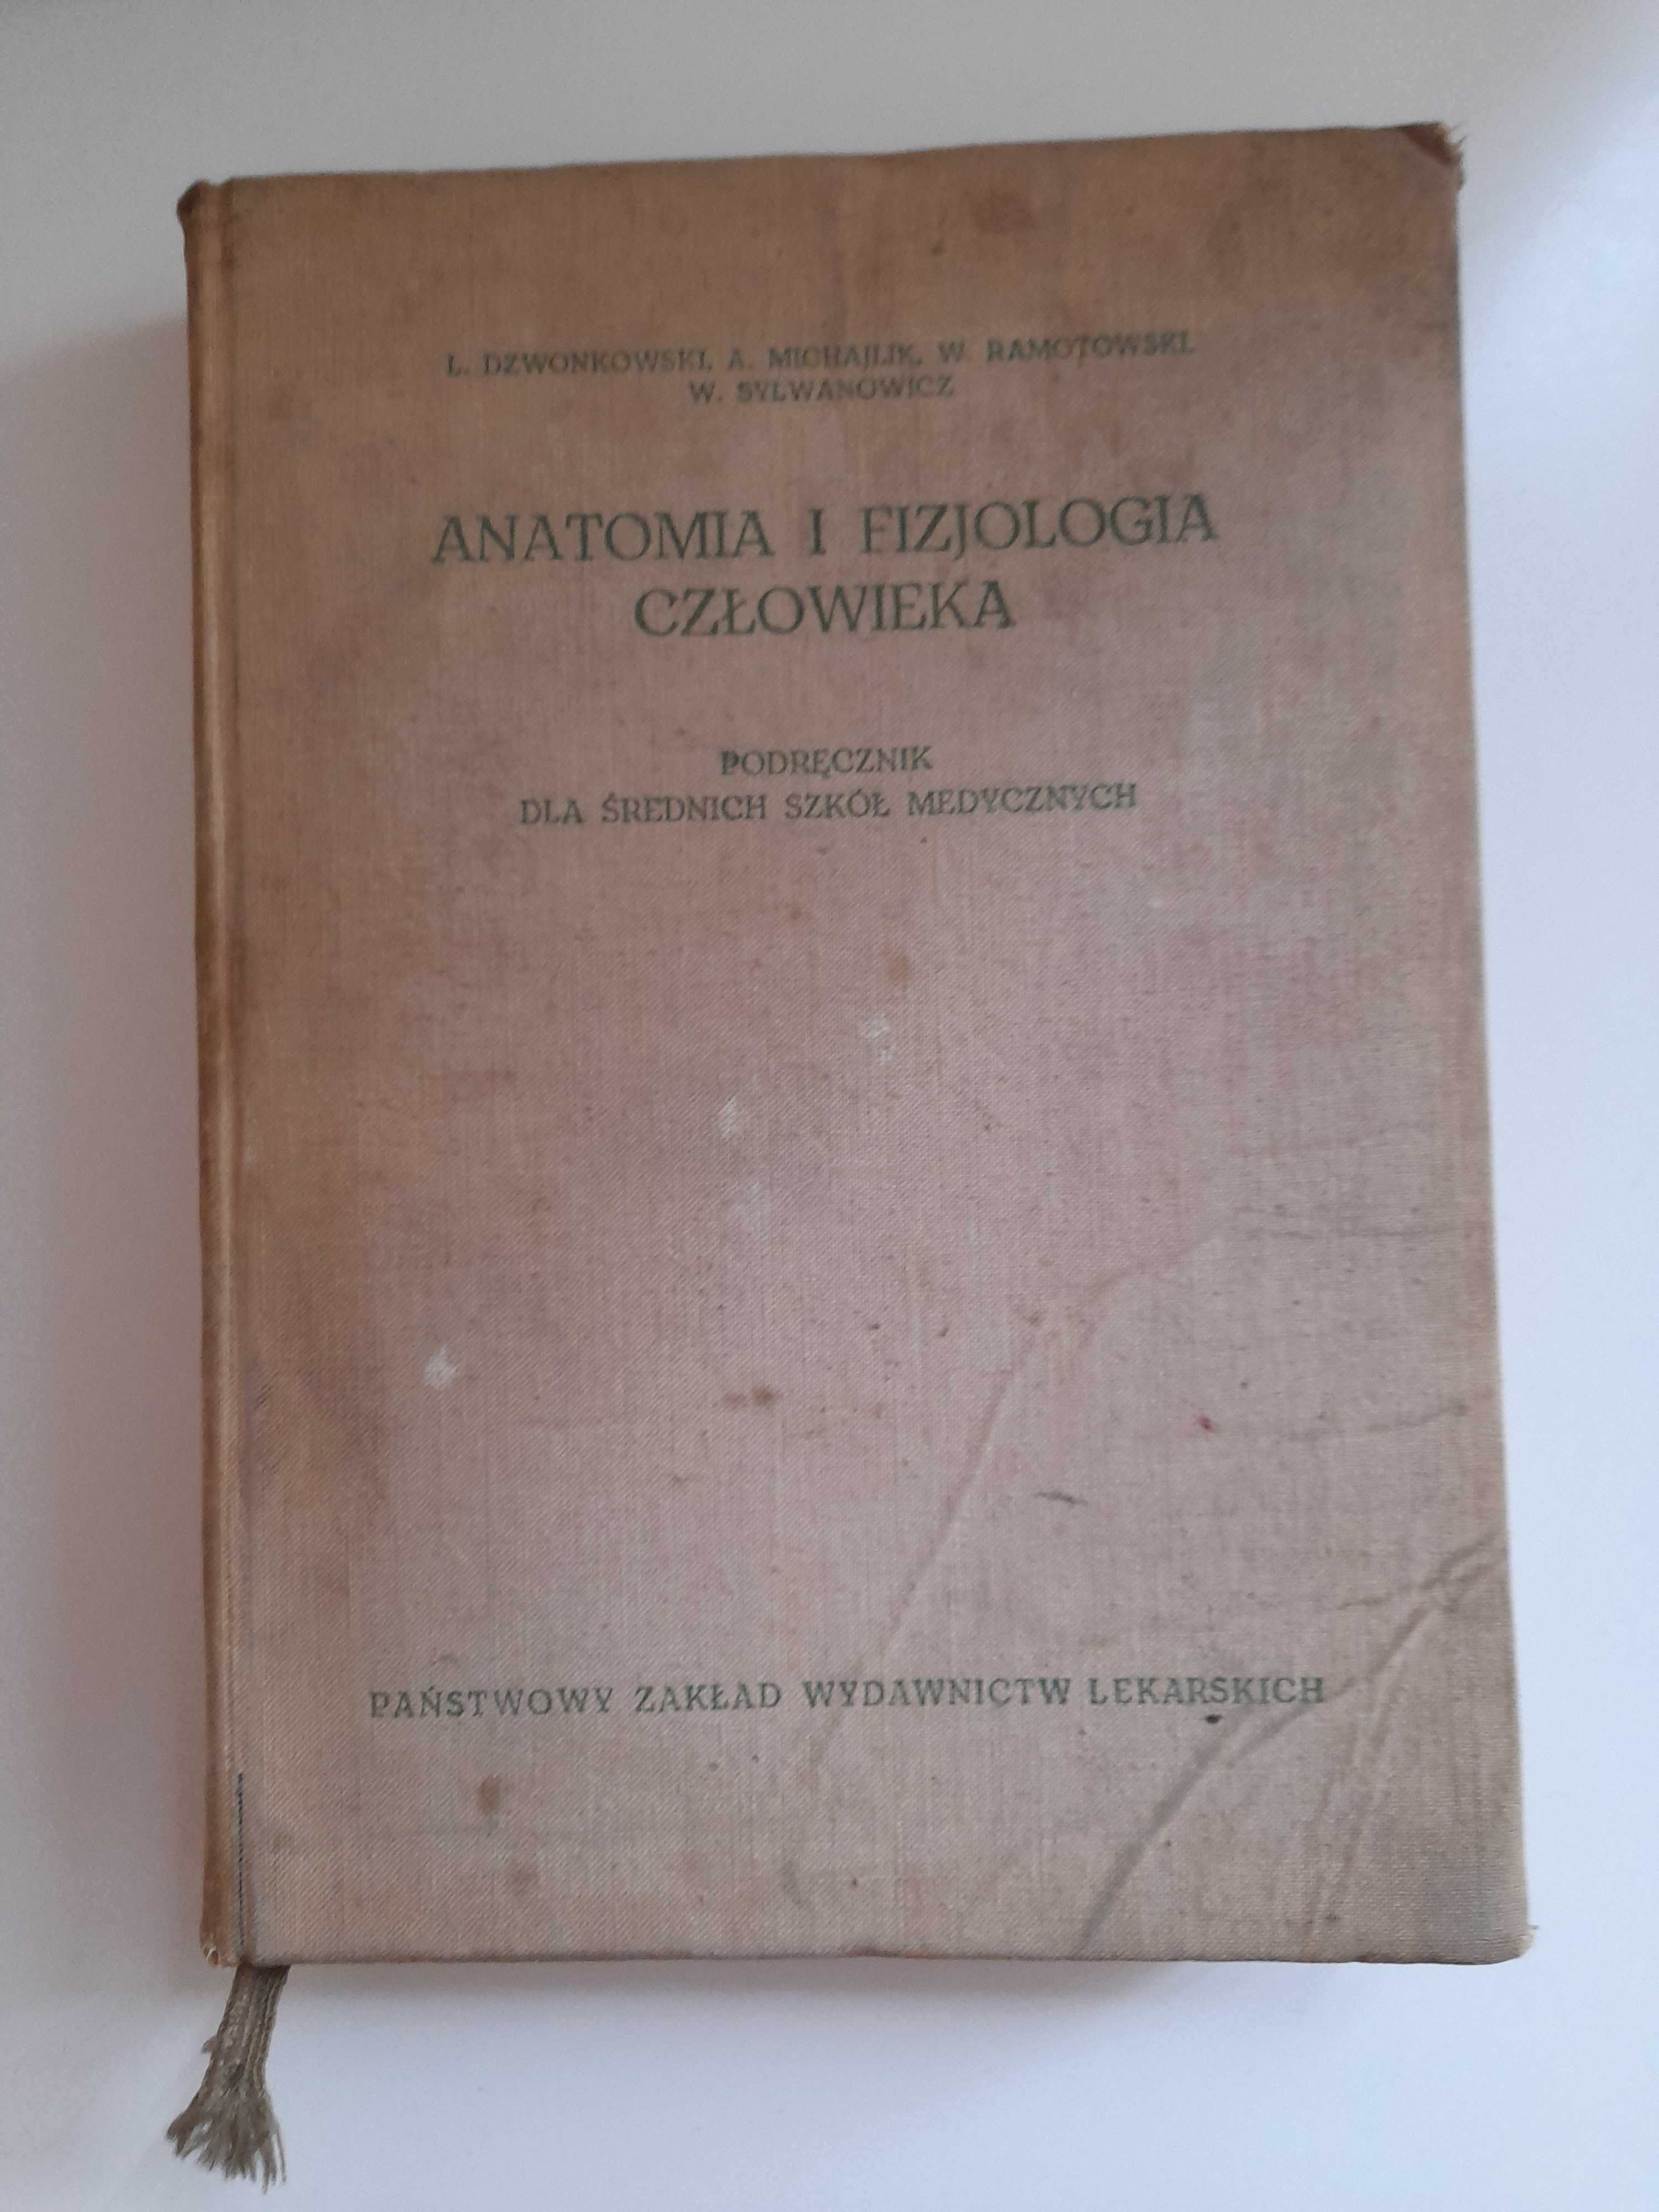 L. DZWONKOWSKI, A. MICHAJLIK, W. RAMOTOWSKI,
W. SYLWANOWICZ
ANATOMIA I FIZJOLOGIA
CZŁOWIEKA
PODRĘCZNIK
DLA ŚREDNICH SZKÓŁ MEDYCZNYCH
PAŃSTWOWY ZAKŁAD WYDAWNICTW LEKARSKICH